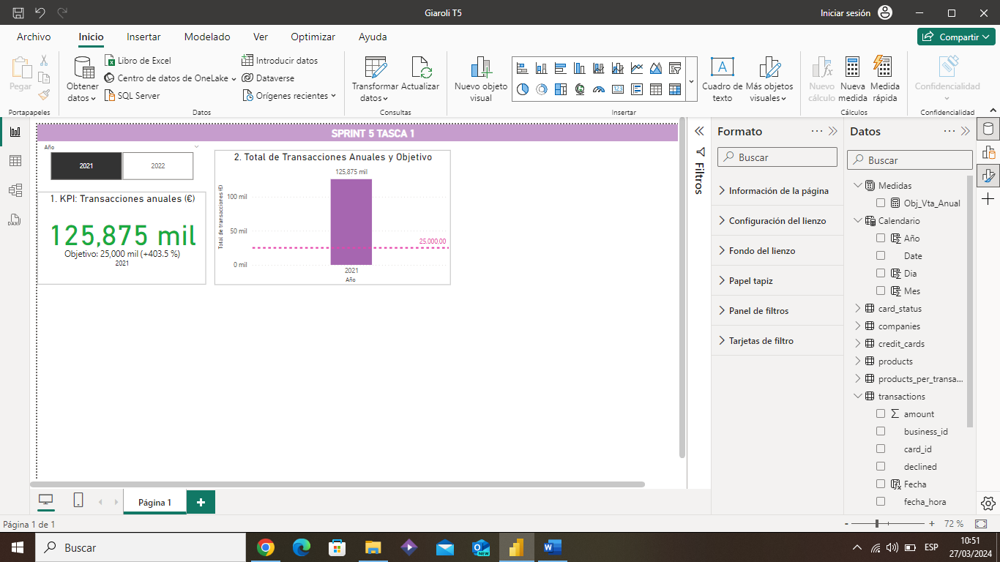 Giaroli T5
Iniciar sesión
Archivo
Inicio
Insertar
Modelado
Ver
Optimizar
Ayuda
Compartir
Pegar
Portapapeles
Obtener
datos
Libro de Excel
Centro de datos de OneLake
SQL Server
Introducir datos
Dataverse
Orígenes recientes
Datos
Transformar
datos
Actualizar
Consultas
Nuevo objeto
visual
123
A
Cuadro de
texto
Más objetos
visuales
Insertar
Nuevo
cálculo
Nueva
medida
Medida
rápida
Cálculos
Confidencialidad
Confidencialidad
SPRINT 5 TASCA 1
Año
2021
2022
1. KPI: Transacciones anuales (€)
125,875 mil
Objetivo: 25,000 mil (+403.5 %)
2021
2. Total de Transacciones Anuales y Objetivo
125,875 mil
Total de transacciones (€)
100 mil
50 mil
0 mil
25.000,00
2021
Año
Filtros
Formato
Buscar
Información de la página
Configuración del lienzo
Fondo del lienzo
Papel tapiz
Panel de filtros
Tarjetas de filtro
Datos
Buscar
Medidas
Obj_Vta_Anual
Calendario
Año
Date
Dia
Mes
card_status
companies
credit_cards
products
products_per_transa...
transactions
amount
business_id
card_id
declined
Fecha
fecha_hora
DAX
Página 1
Página 1 de 1
- + 72 %
Buscar
NEW
ESP
10:51
27/03/2024